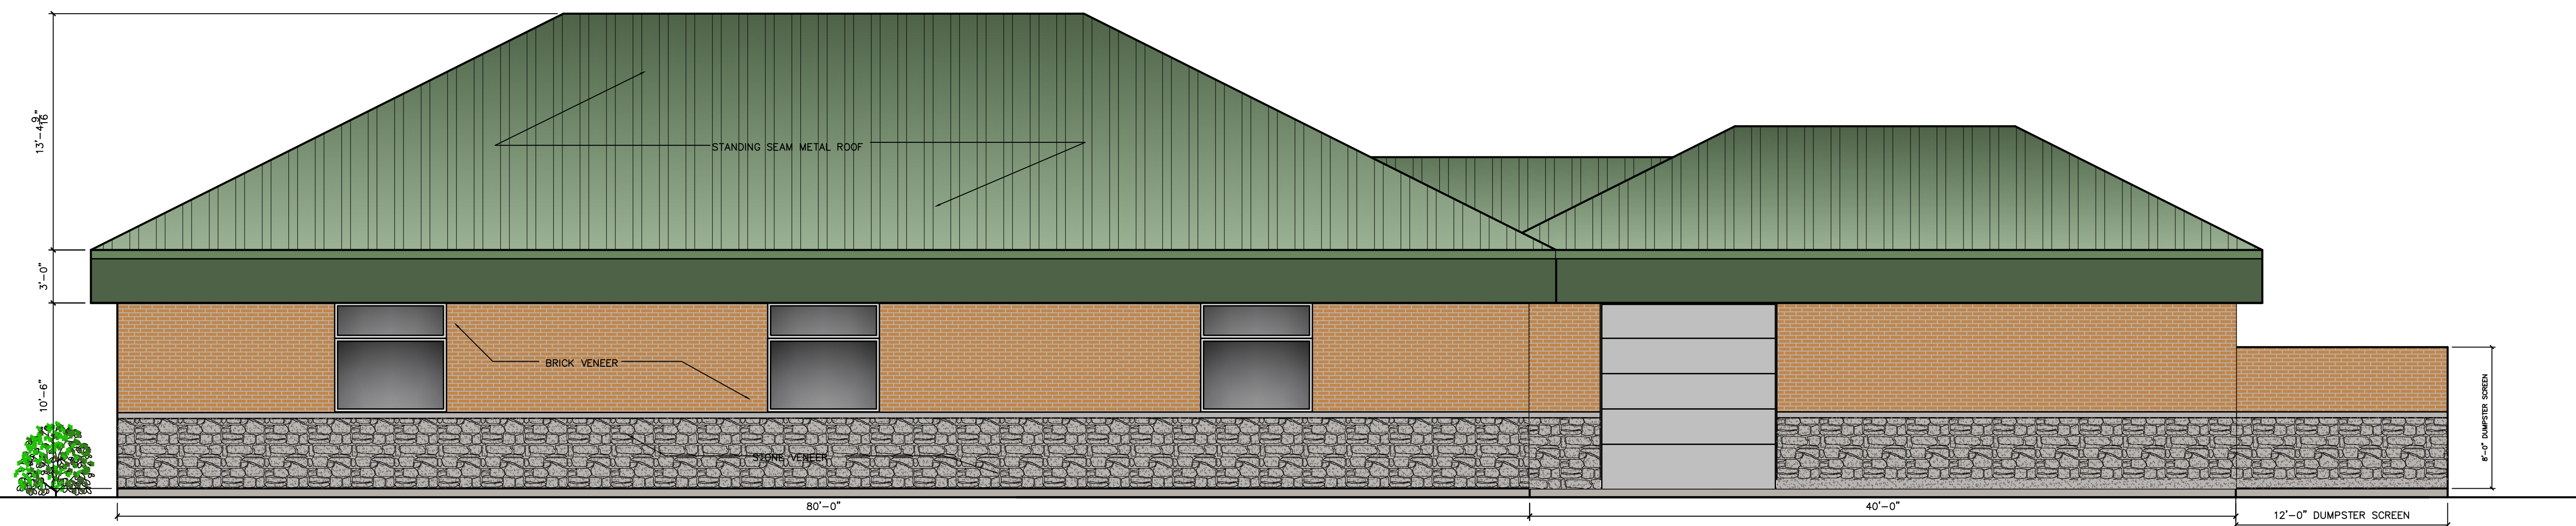 13'-4 9/16"
STANDING SEAM METAL ROOF
3'-0"
10'-6"
BRICK VENEER
STONE VENEER
8'-0" DUMPSTER SCREEN
80'-0"
40'-0"
12'-0" DUMPSTER SCREEN